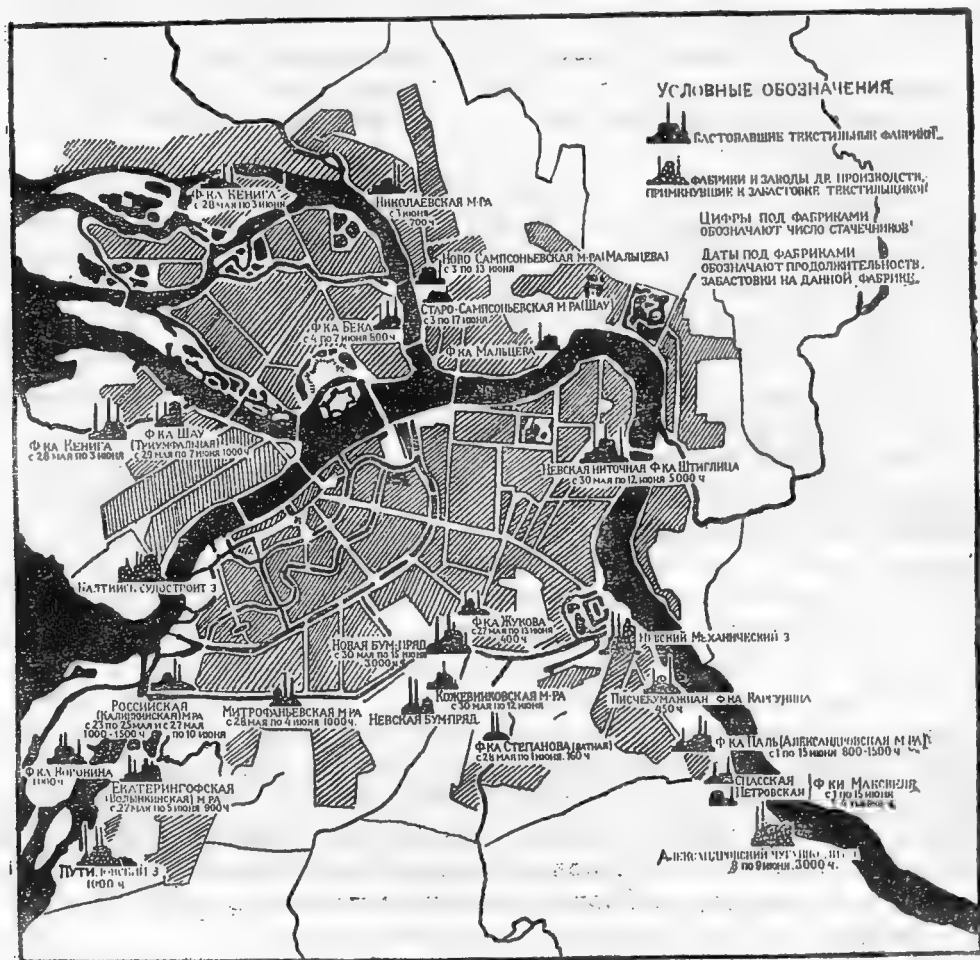 УСЛОВНЫЕ ОБОЗНАЧЕНИЯ
БАСТОВАВШИЕ ТЕКСТИЛЬНЫЕ ФАБРИКИ
ФАБРИКИ И ЗАВОДЫ ДР. ПРОИЗВОДСТВ,
ПРИМКНУВШИЕ К ЗАБАСТОВКЕ ТЕКСТИЛЬЩИКОВ
ЦИФРЫ ПОД ФАБРИКАМИ
ОБОЗНАЧАЮТ ЧИСЛО СТАЧЕЧНИКОВ
ДАТЫ ПОД ФАБРИКАМИ
ОБОЗНАЧАЮТ ПРОДОЛЖИТЕЛЬНОСТЬ
ЗАБАСТОВКИ НА ДАННОЙ ФАБРИКЕ
Ф-КА КЕНИГА
с 28 МАЯ по 3 июня
НИКОЛАЕВСКАЯ М-РА
с 3 июня
700 ч.
НОВО САМПСОНЬЕВСКАЯ М-РА (МАЛЬЦЕВА)
с 3 по 13 июня
СТАРО-САМПСОНЬЕВСКАЯ М РА (ШАУ)
с 3 по 17 июня
Ф КА БЕКА
с 4 по 7 июня 500 ч
Ф КА МАЛЬЦЕВА
Ф КА КЕНИГА
с 28 мая по 3 июня
Ф КА ШАУ
(ТРИУМФАЛЬНАЯ)
с 29 мая по 7 июня 1000 ч
НЕВСКАЯ НИТОЧНАЯ Ф КА ШТИГЛИЦА
с 30 мая по 12 июня 3000 ч
БАЛТИЙСК. СУДОСТРОИТ З
Ф КА ЖУКОВА
с 27 мая по 13 июня
400 ч
НОВАЯ БУМ-ПРЯД
с 30 мая по 15 июня
3000 ч.
НЕВСКИЙ МЕХАНИЧЕСКИЙ З
КОЖЕВНИКОВСКАЯ М-РА
с 30 мая по 12 июня
НЕВСКАЯ БУМ-ПРЯД.
ПИСЧЕБУМАЖНАЯ Ф КА ВАРГУНИНА
450 ч
РОССИЙСКАЯ
(КАЛИНКИНСКАЯ) М РА
с 23 по 25 мая и с 27 мая
1000-1500 ч по 10 июня
МИТРОФАНЬЕВСКАЯ М РА
с 28 мая по 4 июня 1000 ч.
Ф КА СТЕПАНОВА (ВАТНАЯ)
с 28 мая по 1 июня. 160 ч
Ф КА ПАЛЬ (АЛЕКСАНДРОВСКАЯ М РА)
с 1 по 15 июня 800-1500 ч
Ф КА ВОРОНИНА
1000 ч
ЕКАТЕРИНГОФСКАЯ
(ВОЛЫНКИНСКАЯ) М РА
с 27 мая по 5 июня 900 ч
СПАССКАЯ
ПЕТРОВСКАЯ
Ф КИ МАКСВЕЛЯ
с 1 по 15 июня
ПУТИЛОВСКИЙ З
1000 ч
АЛЕКСАНДРОВСКИЙ
8 по 9 июня. 3000 ч.